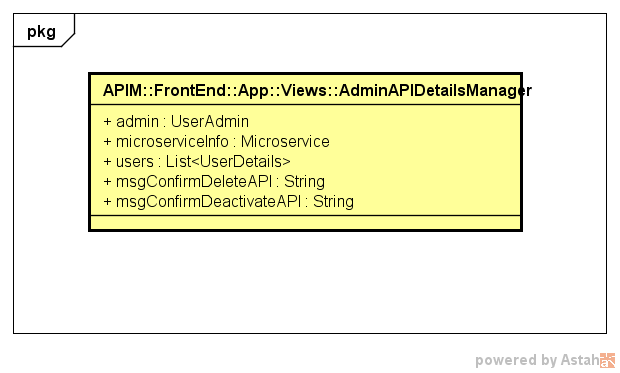 pkg
APIM::FrontEnd::App::Views::AdminAPIDetailsManager
+ admin : UserAdmin
+ microserviceInfo : Microservice
+ users : List<UserDetails>
+ msgConfirmDeleteAPI : String
+ msgConfirmDeactivateAPI : String
powered by Astah